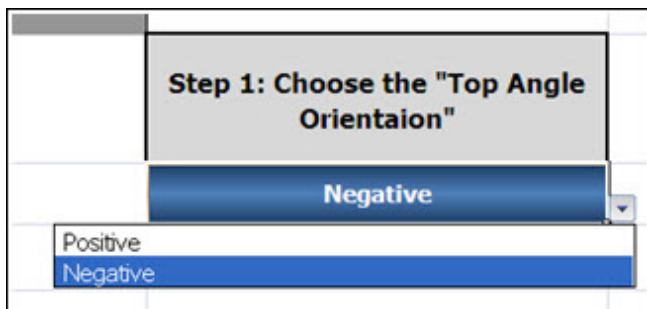 Step 1: Choose the "Top Angle
Orientaion"
Negative
Positive
Negative